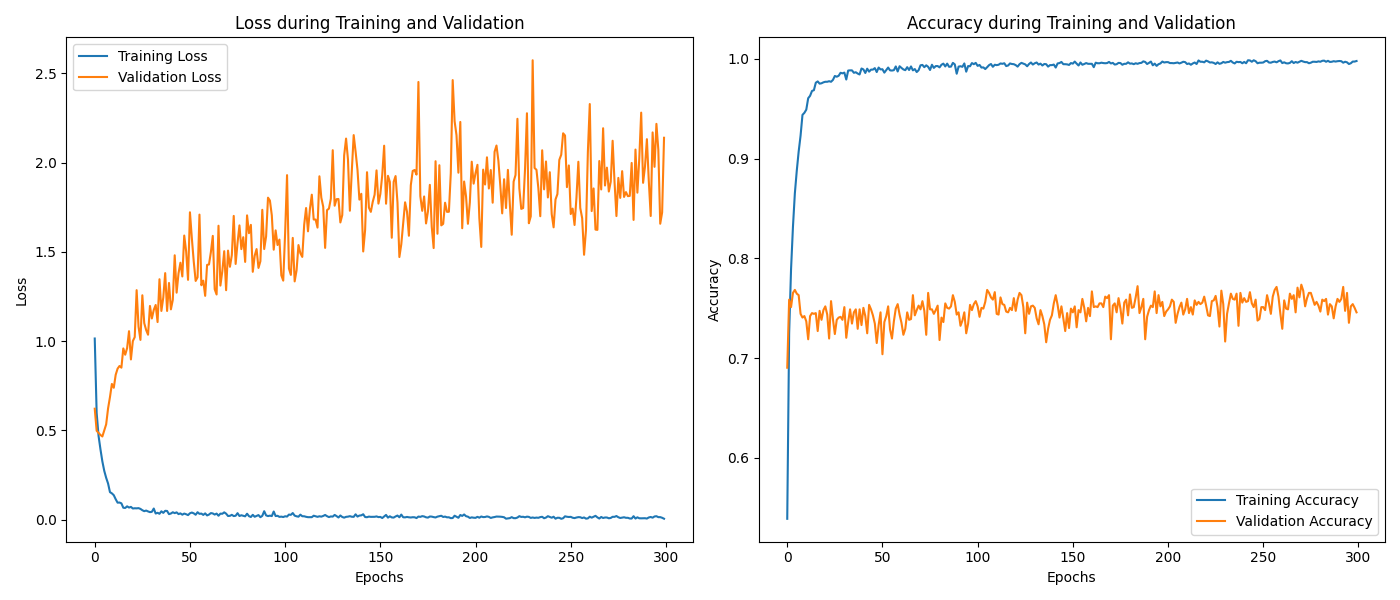 Loss during Training and Validation
Training Loss
Validation Loss
2.5
2.0
1.5
1.0
0.5
0.0
Loss
0 50 100 150 200 250 300
Epochs
Accuracy during Training and Validation
1.0
0.9
0.8
0.7
0.6
Accuracy
Training Accuracy
Validation Accuracy
0 50 100 150 200 250 300
Epochs